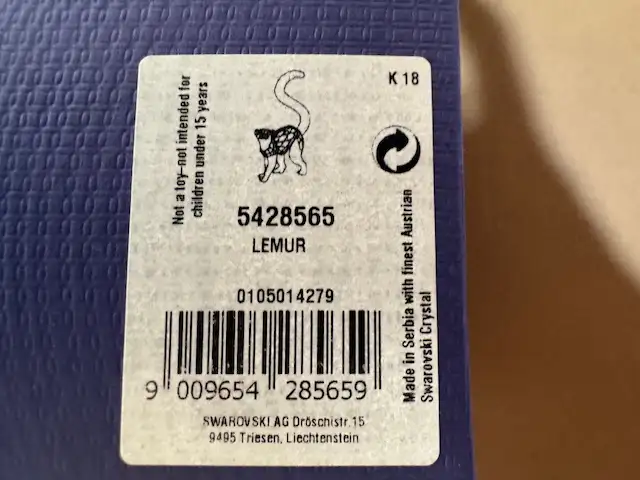 K 18
Not a toy-not intended for
children under 15 years
5428565
LEMUR
0105014279
9 009654 285659
Made in Serbia with finest Austrian
Swarovski Crystal
SWAROVSKI AG Dröschistr.15
9495 Triesen, Liechtenstein